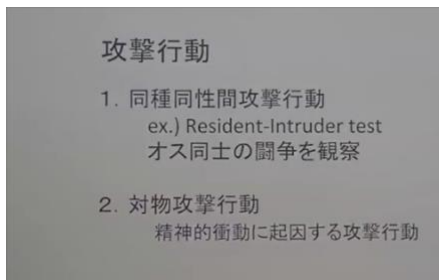 攻撃行動
1. 同種同性間攻撃行動
ex.) Resident-Intruder test
オス同士の闘争を観察
2. 対物攻撃行動
精神的衝動に起因する攻撃行動